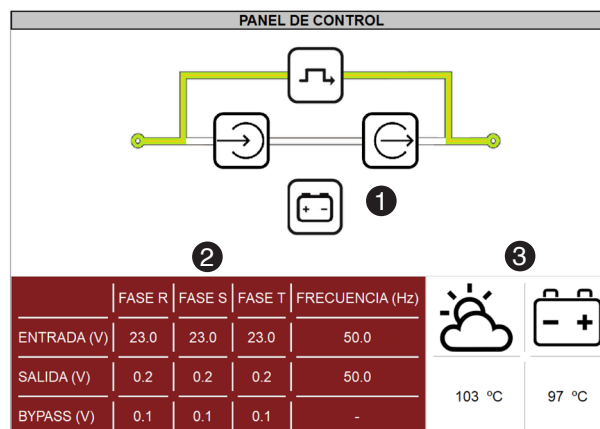 PANEL DE CONTROL
+ -
1
2
3
FASE R FASE S FASE T FRECUENCIA (Hz)
ENTRADA (V) 23.0 23.0 23.0 50.0
SALIDA (V) 0.2 0.2 0.2 50.0
BYPASS (V) 0.1 0.1 0.1 -
- +
103 ºC 97 ºC